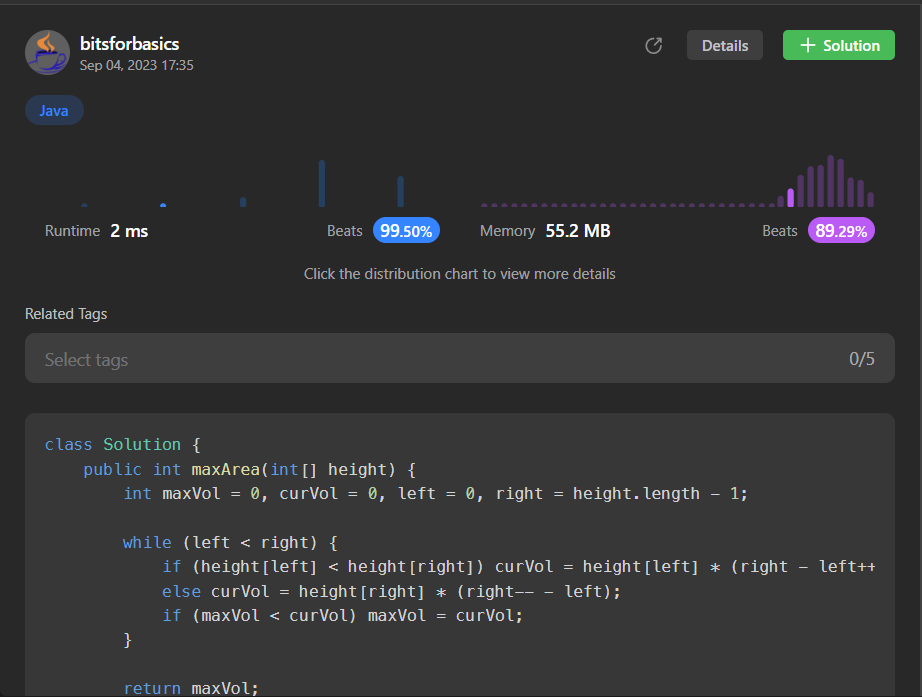 bitsforbasics
Details
Solution
Sep 04, 2023 17:35
Java
Runtime 2 ms Beats 99.50% Memory 55.2 MB Beats 89.29%
Click the distribution chart to view more details
Related Tags
Select tags 0/5
class Solution {
    public int maxArea(int[] height) {
        int maxVol = 0, curVol = 0, left = 0, right = height.length - 1;
        while (left < right) {
            if (height[left] < height[right]) curVol = height[left] * (right - left++
            else curVol = height[right] * (right-- - left);
            if (maxVol < curVol) maxVol = curVol;
        }
        return maxVol;